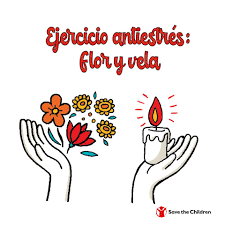 Ejercicio antiestrés:
flor y vela
Save the Children